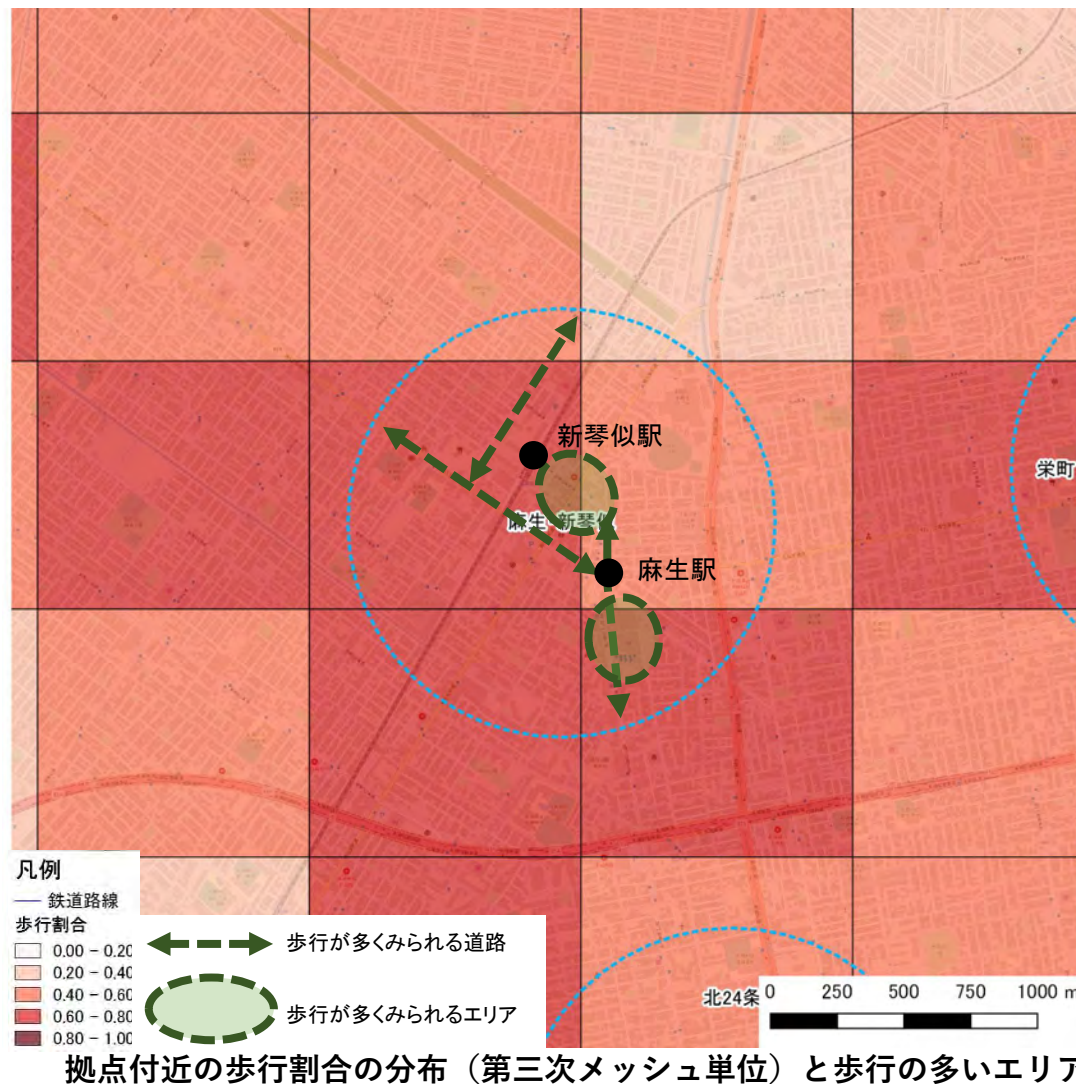 新琴似駅
栄町
麻生・新琴似
麻生駅
凡例
鉄道路線
歩行割合
0.00 - 0.20
0.20 - 0.40
0.40 - 0.60
0.60 - 0.80
0.80 - 1.00
歩行が多くみられる道路
歩行が多くみられるエリア
北24条
0 250 500 750 1000 m
拠点付近の歩行割合の分布（第三次メッシュ単位）と歩行の多いエリア